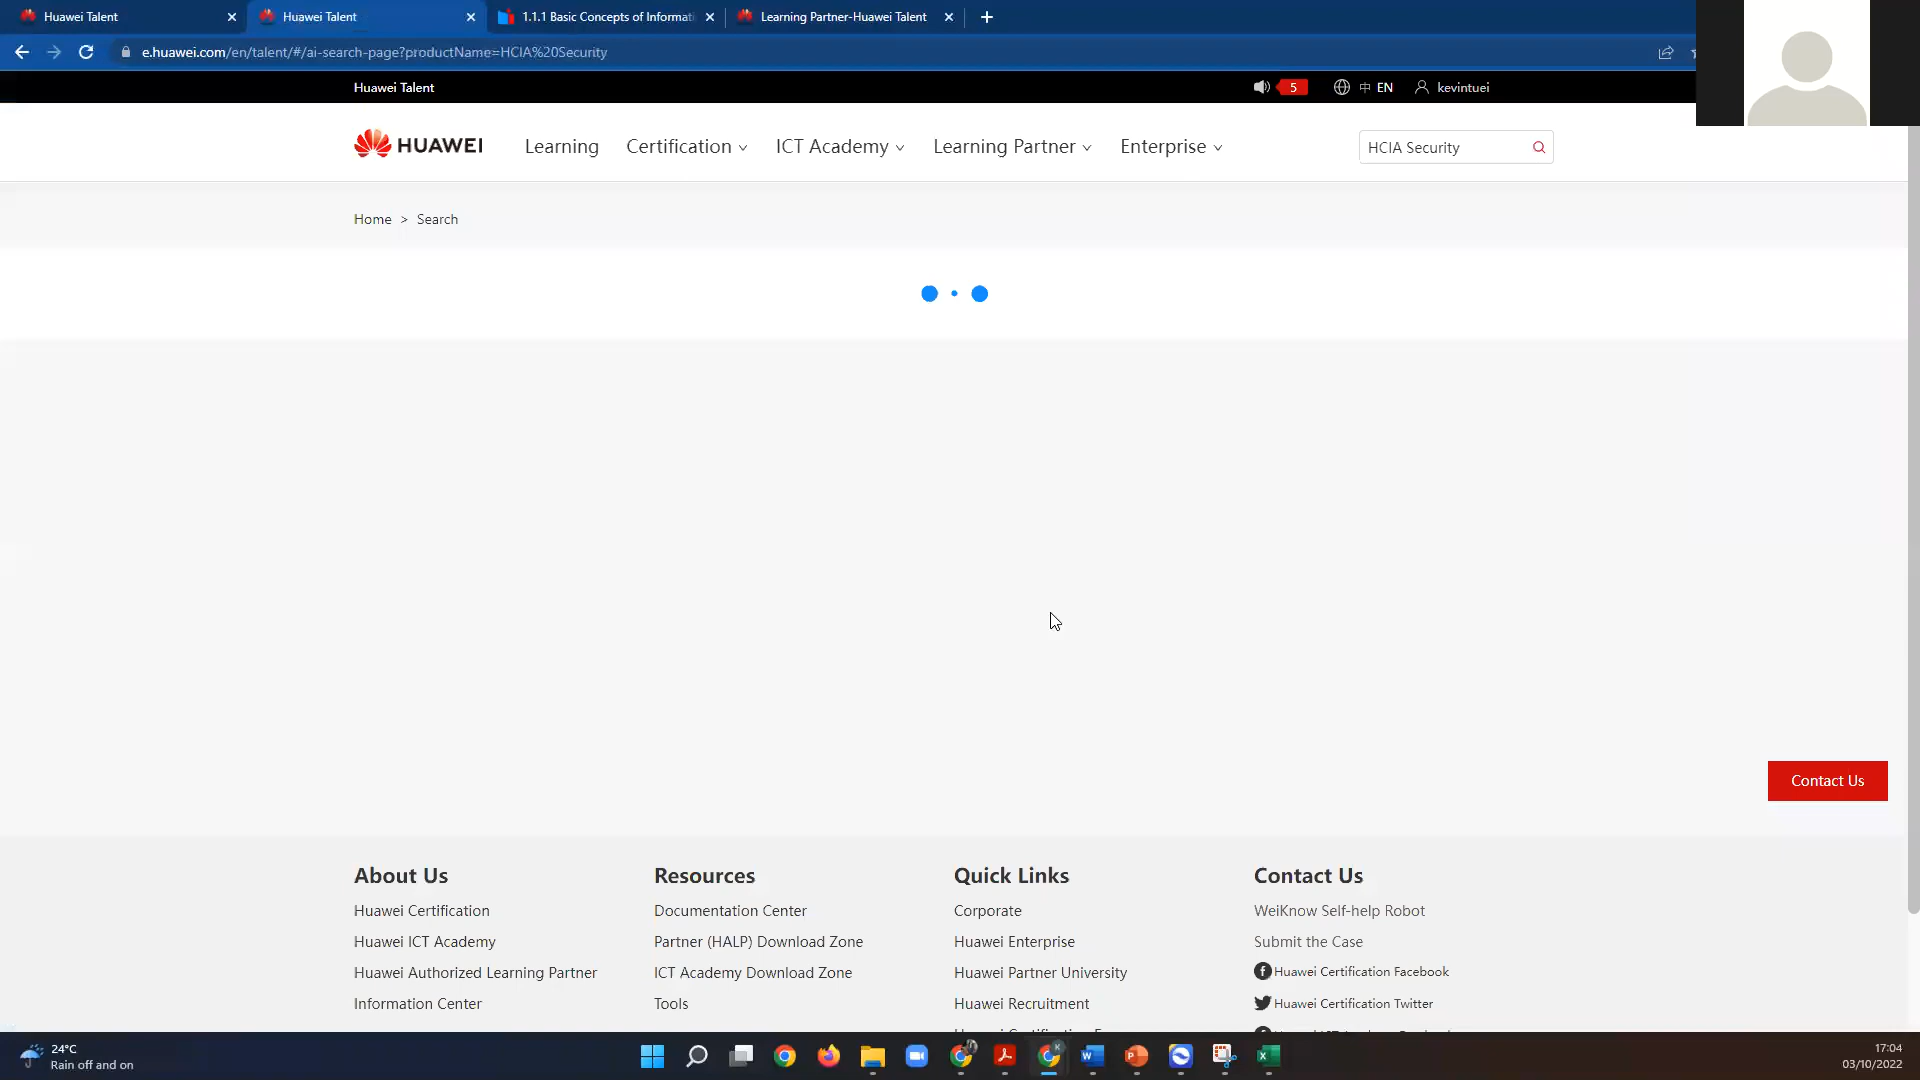 Huawei Talent
Huawei Talent
1.1.1 Basic Concepts of Informati
Learning Partner-Huawei Talent
e.huawei.com/en/talent/#/ai-search-page?productName=HCIA%20Security
Huawei Talent
5
中 EN
kevintuei
HUAWEI
Learning
Certification
ICT Academy
Learning Partner
Enterprise
HCIA Security
Home > Search
Contact Us
About Us
Huawei Certification
Huawei ICT Academy
Huawei Authorized Learning Partner
Information Center
Resources
Documentation Center
Partner (HALP) Download Zone
ICT Academy Download Zone
Tools
Quick Links
Corporate
Huawei Enterprise
Huawei Partner University
Huawei Recruitment
Contact Us
WeiKnow Self-help Robot
Submit the Case
Huawei Certification Facebook
Huawei Certification Twitter
24°C
Rain off and on
17:04
03/10/2022